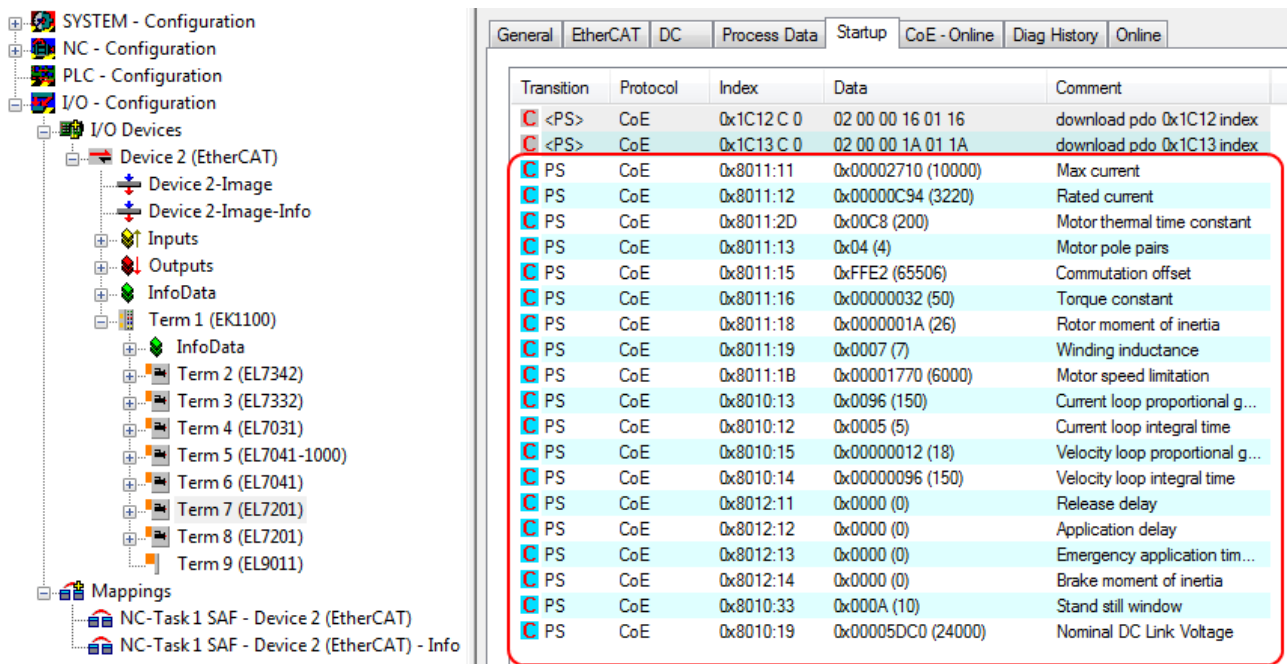 SYSTEM - Configuration
NC - Configuration
PLC - Configuration
I/O - Configuration
I/O Devices
Device 2 (EtherCAT)
Device 2-Image
Device 2-Image-Info
Inputs
Outputs
InfoData
Term 1 (EK1100)
InfoData
Term 2 (EL7342)
Term 3 (EL7332)
Term 4 (EL7031)
Term 5 (EL7041-1000)
Term 6 (EL7041)
Term 7 (EL7201)
Term 8 (EL7201)
Term 9 (EL9011)
Mappings
NC-Task 1 SAF - Device 2 (EtherCAT)
NC-Task 1 SAF - Device 2 (EtherCAT) - Info
General EtherCAT DC Process Data Startup CoE - Online Diag History Online
Transition Protocol Index Data Comment
C <PS> CoE 0x1C12 C 0 02 00 00 16 01 16 download pdo 0x1C12 index
C <PS> CoE 0x1C13 C 0 02 00 00 1A 01 1A download pdo 0x1C13 index
C PS CoE 0x8011:11 0x00002710 (10000) Max current
C PS CoE 0x8011:12 0x00000C94 (3220) Rated current
C PS CoE 0x8011:2D 0x00C8 (200) Motor thermal time constant
C PS CoE 0x8011:13 0x04 (4) Motor pole pairs
C PS CoE 0x8011:15 0xFFE2 (65506) Commutation offset
C PS CoE 0x8011:16 0x00000032 (50) Torque constant
C PS CoE 0x8011:18 0x0000001A (26) Rotor moment of inertia
C PS CoE 0x8011:19 0x0007 (7) Winding inductance
C PS CoE 0x8011:1B 0x00001770 (6000) Motor speed limitation
C PS CoE 0x8010:13 0x0096 (150) Current loop proportional g...
C PS CoE 0x8010:12 0x0005 (5) Current loop integral time
C PS CoE 0x8010:15 0x00000012 (18) Velocity loop proportional g...
C PS CoE 0x8010:14 0x00000096 (150) Velocity loop integral time
C PS CoE 0x8012:11 0x0000 (0) Release delay
C PS CoE 0x8012:12 0x0000 (0) Application delay
C PS CoE 0x8012:13 0x0000 (0) Emergency application tim...
C PS CoE 0x8012:14 0x0000 (0) Brake moment of inertia
C PS CoE 0x8010:33 0x000A (10) Stand still window
C PS CoE 0x8010:19 0x00005DC0 (24000) Nominal DC Link Voltage